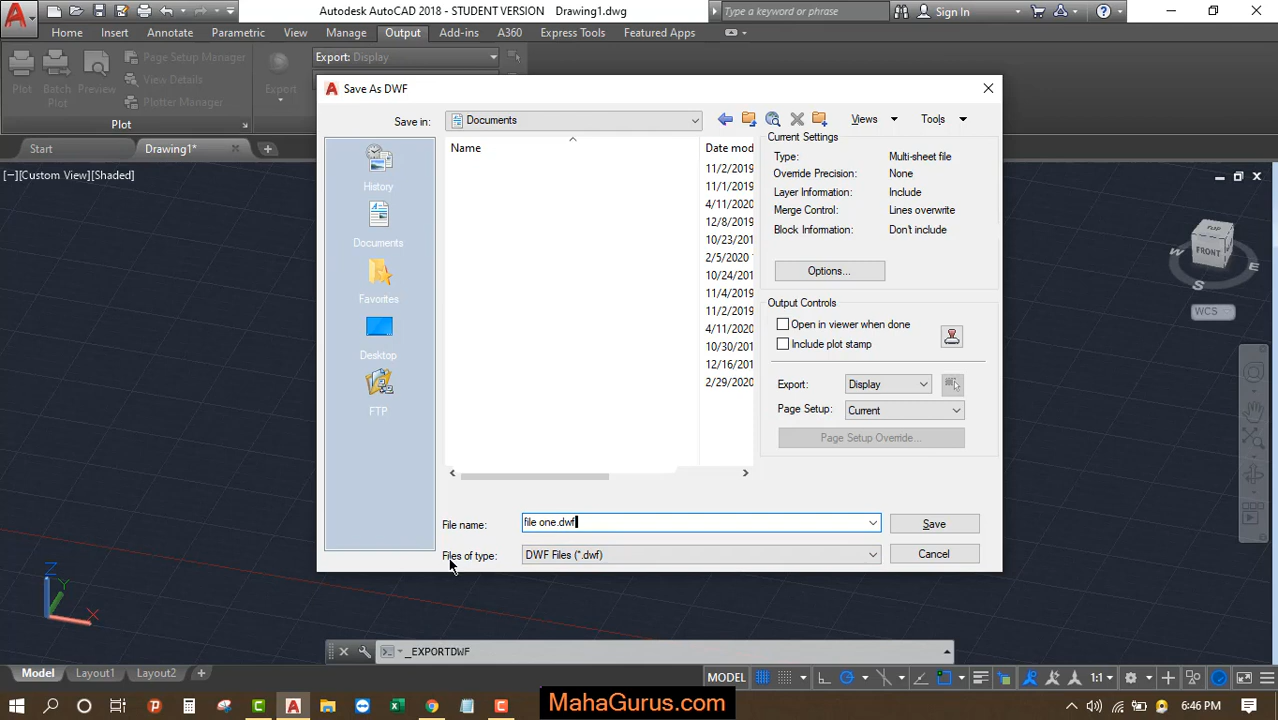 Autodesk AutoCAD 2018 - STUDENT VERSION Drawing1.dwg
Type a keyword or phrase
Sign In
Home Insert Annotate Parametric View Manage Output Add-ins A360 Express Tools Featured Apps
Plot
Batch Plot
Preview
Page Setup Manager
View Details
Plotter Manager
Plot
Export
Export: Display
Start
Drawing1*
[−][Custom View][Shaded]
Save As DWF
Save in:
Documents
Views
Tools
Name
Date mod
11/2/2019
11/1/2019
4/11/2020
12/8/2019
10/23/201
2/5/2020
10/24/201
11/4/2019
11/2/2019
4/11/2020
10/30/201
12/16/201
2/29/2020
History
Documents
Favorites
Desktop
FTP
Current Settings
Type: Multi-sheet file
Override Precision: None
Layer Information: Include
Merge Control: Lines overwrite
Block Information: Don't include
Options...
Output Controls
Open in viewer when done
Include plot stamp
Export: Display
Page Setup: Current
Page Setup Override...
File name: file one.dwf
Save
Files of type: DWF Files (*.dwf)
Cancel
TOP
FRONT
W
S
E
WCS
Z
Y
X
_EXPORTDWF
Model Layout1 Layout2
MODEL
1:1
MahaGurus.com
6:46 PM